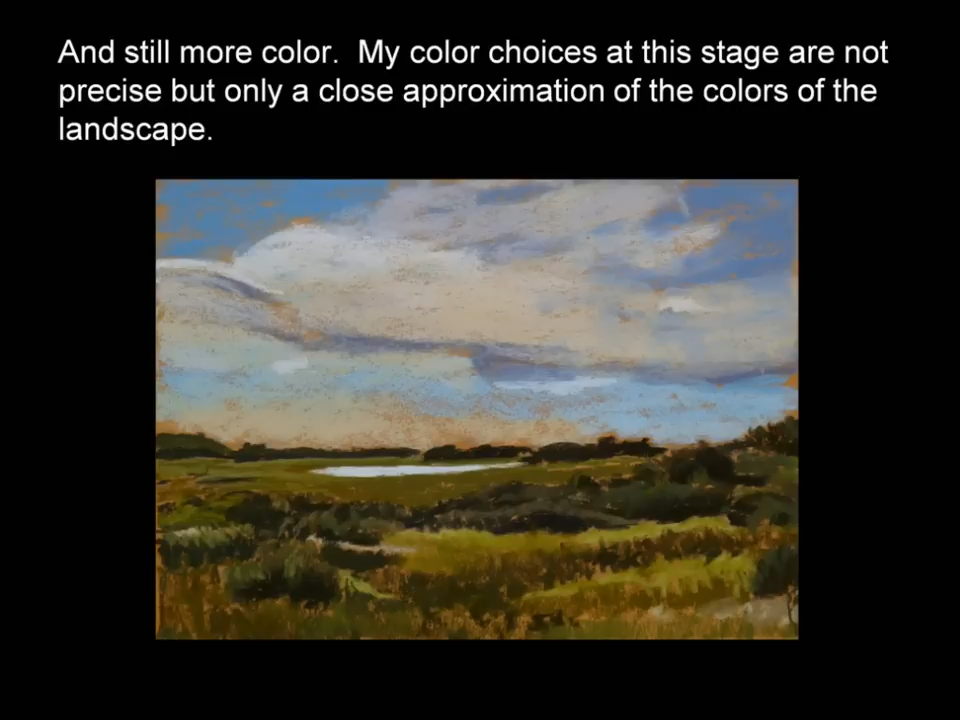 And still more color.  My color choices at this stage are not
precise but only a close approximation of the colors of the
landscape.